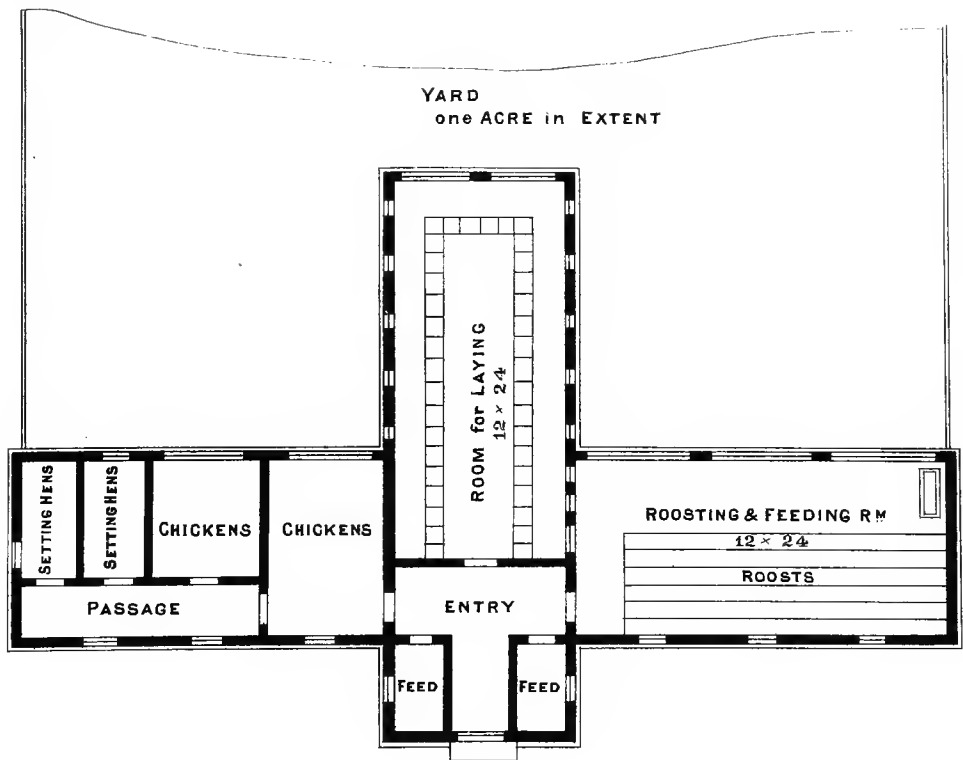 YARD
one ACRE in EXTENT
ROOM for LAYING
12 × 24
SETTING HENS
SETTING HENS
CHICKENS
CHICKENS
ROOSTING & FEEDING RM
12 × 24
ROOSTS
PASSAGE
ENTRY
FEED
FEED